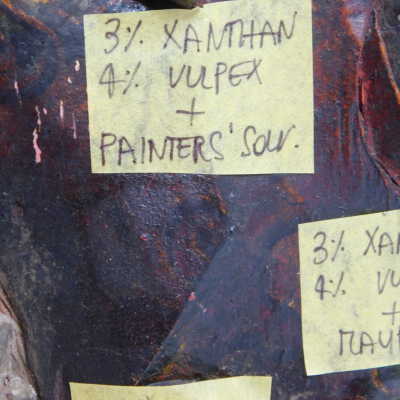 3% XANTHAN
4% VULPEX
+
PAINTERS' SOLV.
3% XAN
4% VU
+